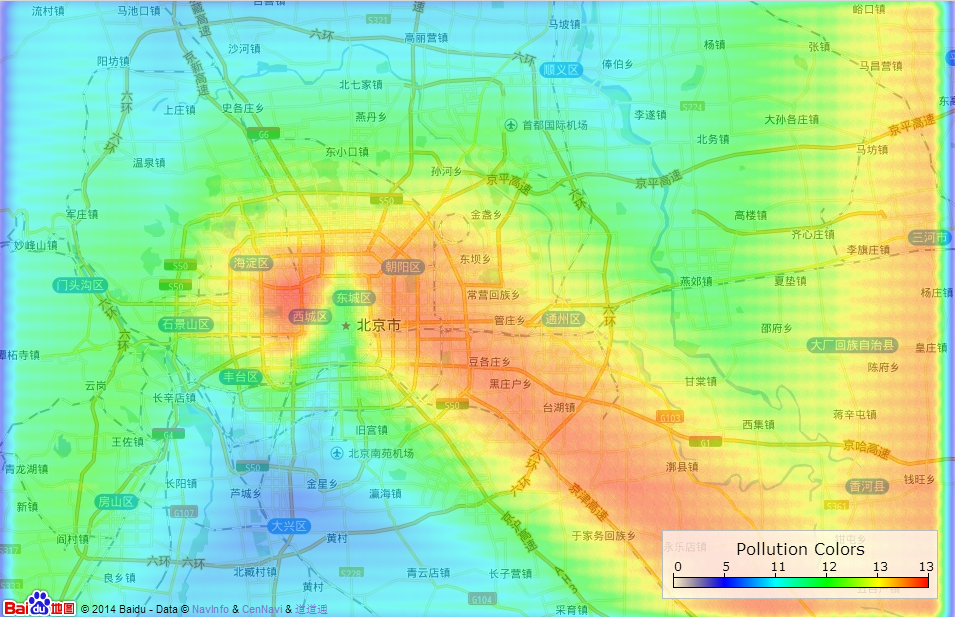 流村镇
马池口镇
S321
六环
高丽营镇
马坡镇
峪口镇
沙河镇
京新高速
杨镇
张镇
马昌营镇
阳坊镇
六环
顺义区
俸伯乡
北七家镇
六环
上庄镇
史各庄乡
燕丹乡
S224
李遂镇
大孙各庄镇
首都国际机场
京平高速
G6
六环
北务镇
马坊镇
温泉镇
东小口镇
孙河乡
京平高速
京平高速
六环
S50
军庄镇
金盏乡
高楼镇
齐心庄镇
三河市
妙峰山镇
李旗庄镇
S50
海淀区
朝阳区
东坝乡
门头沟区
S50
燕郊镇
夏垫镇
杨庄镇
东城区
常营回族乡
西城区
北京市
管庄乡
通州区
六环
石景山区
邵府乡
六环
大厂回族自治县
皇庄镇
潭柘寺镇
豆各庄乡
陈府乡
丰台区
黑庄户乡
甘棠镇
云岗
长辛店镇
S50
台湖镇
G103
蒋辛屯镇
西集镇
旧宫镇
G4
王佐镇
G1
京哈高速
北京南苑机场
青龙湖镇
S50
六环
漷县镇
长阳镇
金星乡
钱旺乡
芦城乡
瀛海镇
六环
京津高速
香河县
新镇
房山区
G107
S361
大兴区
黄村
于家务回族乡
阎村镇
永乐店镇
Pollution Colors
0 5 11 12 13 13
六环
六环
北臧村镇
S228
青云店镇
长子营镇
良乡镇
黄村
G104
采育镇
Bai du 地图
© 2014 Baidu - Data © NavInfo & CenNavi & 道道通